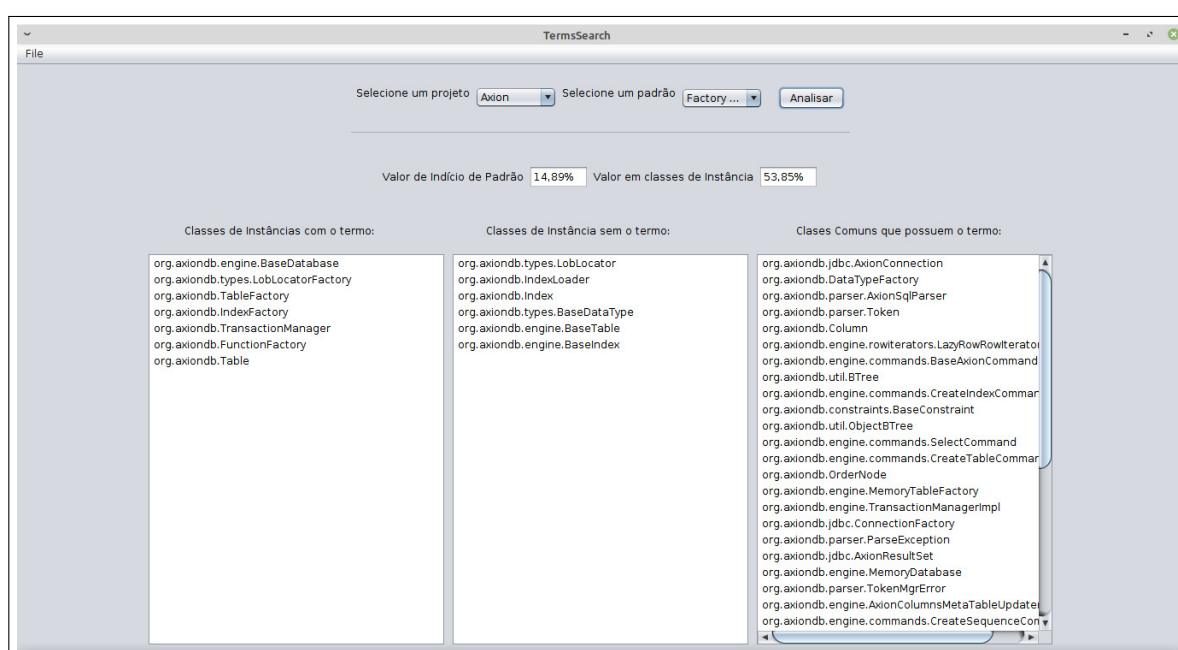 TermsSearch
File
Selecione um projeto Axion Selecione um padrão Factory ... Analisar
Valor de Indício de Padrão 14,89% Valor em classes de Instância 53,85%
Classes de Instâncias com o termo:
org.axiondb.engine.BaseDatabase
org.axiondb.types.LobLocatorFactory
org.axiondb.TableFactory
org.axiondb.IndexFactory
org.axiondb.TransactionManager
org.axiondb.FunctionFactory
org.axiondb.Table
Classes de Instância sem o termo:
org.axiondb.types.LobLocator
org.axiondb.IndexLoader
org.axiondb.Index
org.axiondb.types.BaseDataType
org.axiondb.engine.BaseTable
org.axiondb.engine.BaseIndex
Clases Comuns que possuem o termo:
org.axiondb.jdbc.AxionConnection
org.axiondb.DataTypeFactory
org.axiondb.parser.AxionSqlParser
org.axiondb.parser.Token
org.axiondb.Column
org.axiondb.engine.rowiterators.LazyRowRowIterator
org.axiondb.engine.commands.BaseAxionCommand
org.axiondb.util.BTree
org.axiondb.engine.commands.CreateIndexComman
org.axiondb.constraints.BaseConstraint
org.axiondb.util.ObjectBTree
org.axiondb.engine.commands.SelectCommand
org.axiondb.engine.commands.CreateTableComman
org.axiondb.OrderNode
org.axiondb.engine.MemoryTableFactory
org.axiondb.engine.TransactionManagerImpl
org.axiondb.jdbc.ConnectionFactory
org.axiondb.parser.ParseException
org.axiondb.jdbc.AxionResultSet
org.axiondb.engine.MemoryDatabase
org.axiondb.parser.TokenMgrError
org.axiondb.engine.AxionColumnsMetaTableUpdater
org.axiondb.engine.commands.CreateSequenceCom